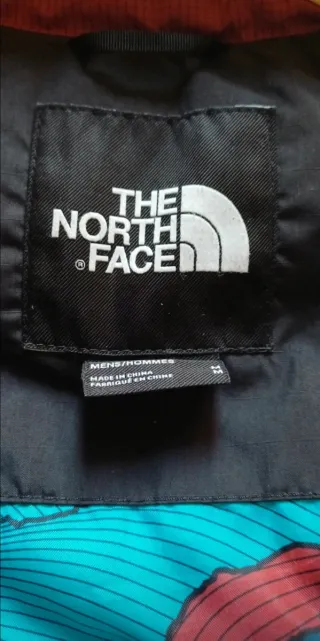 THE
NORTH
® FACE
MENS/HOMMES
MADE IN CHINA
FABRIQUÉ EN CHINE
M
M